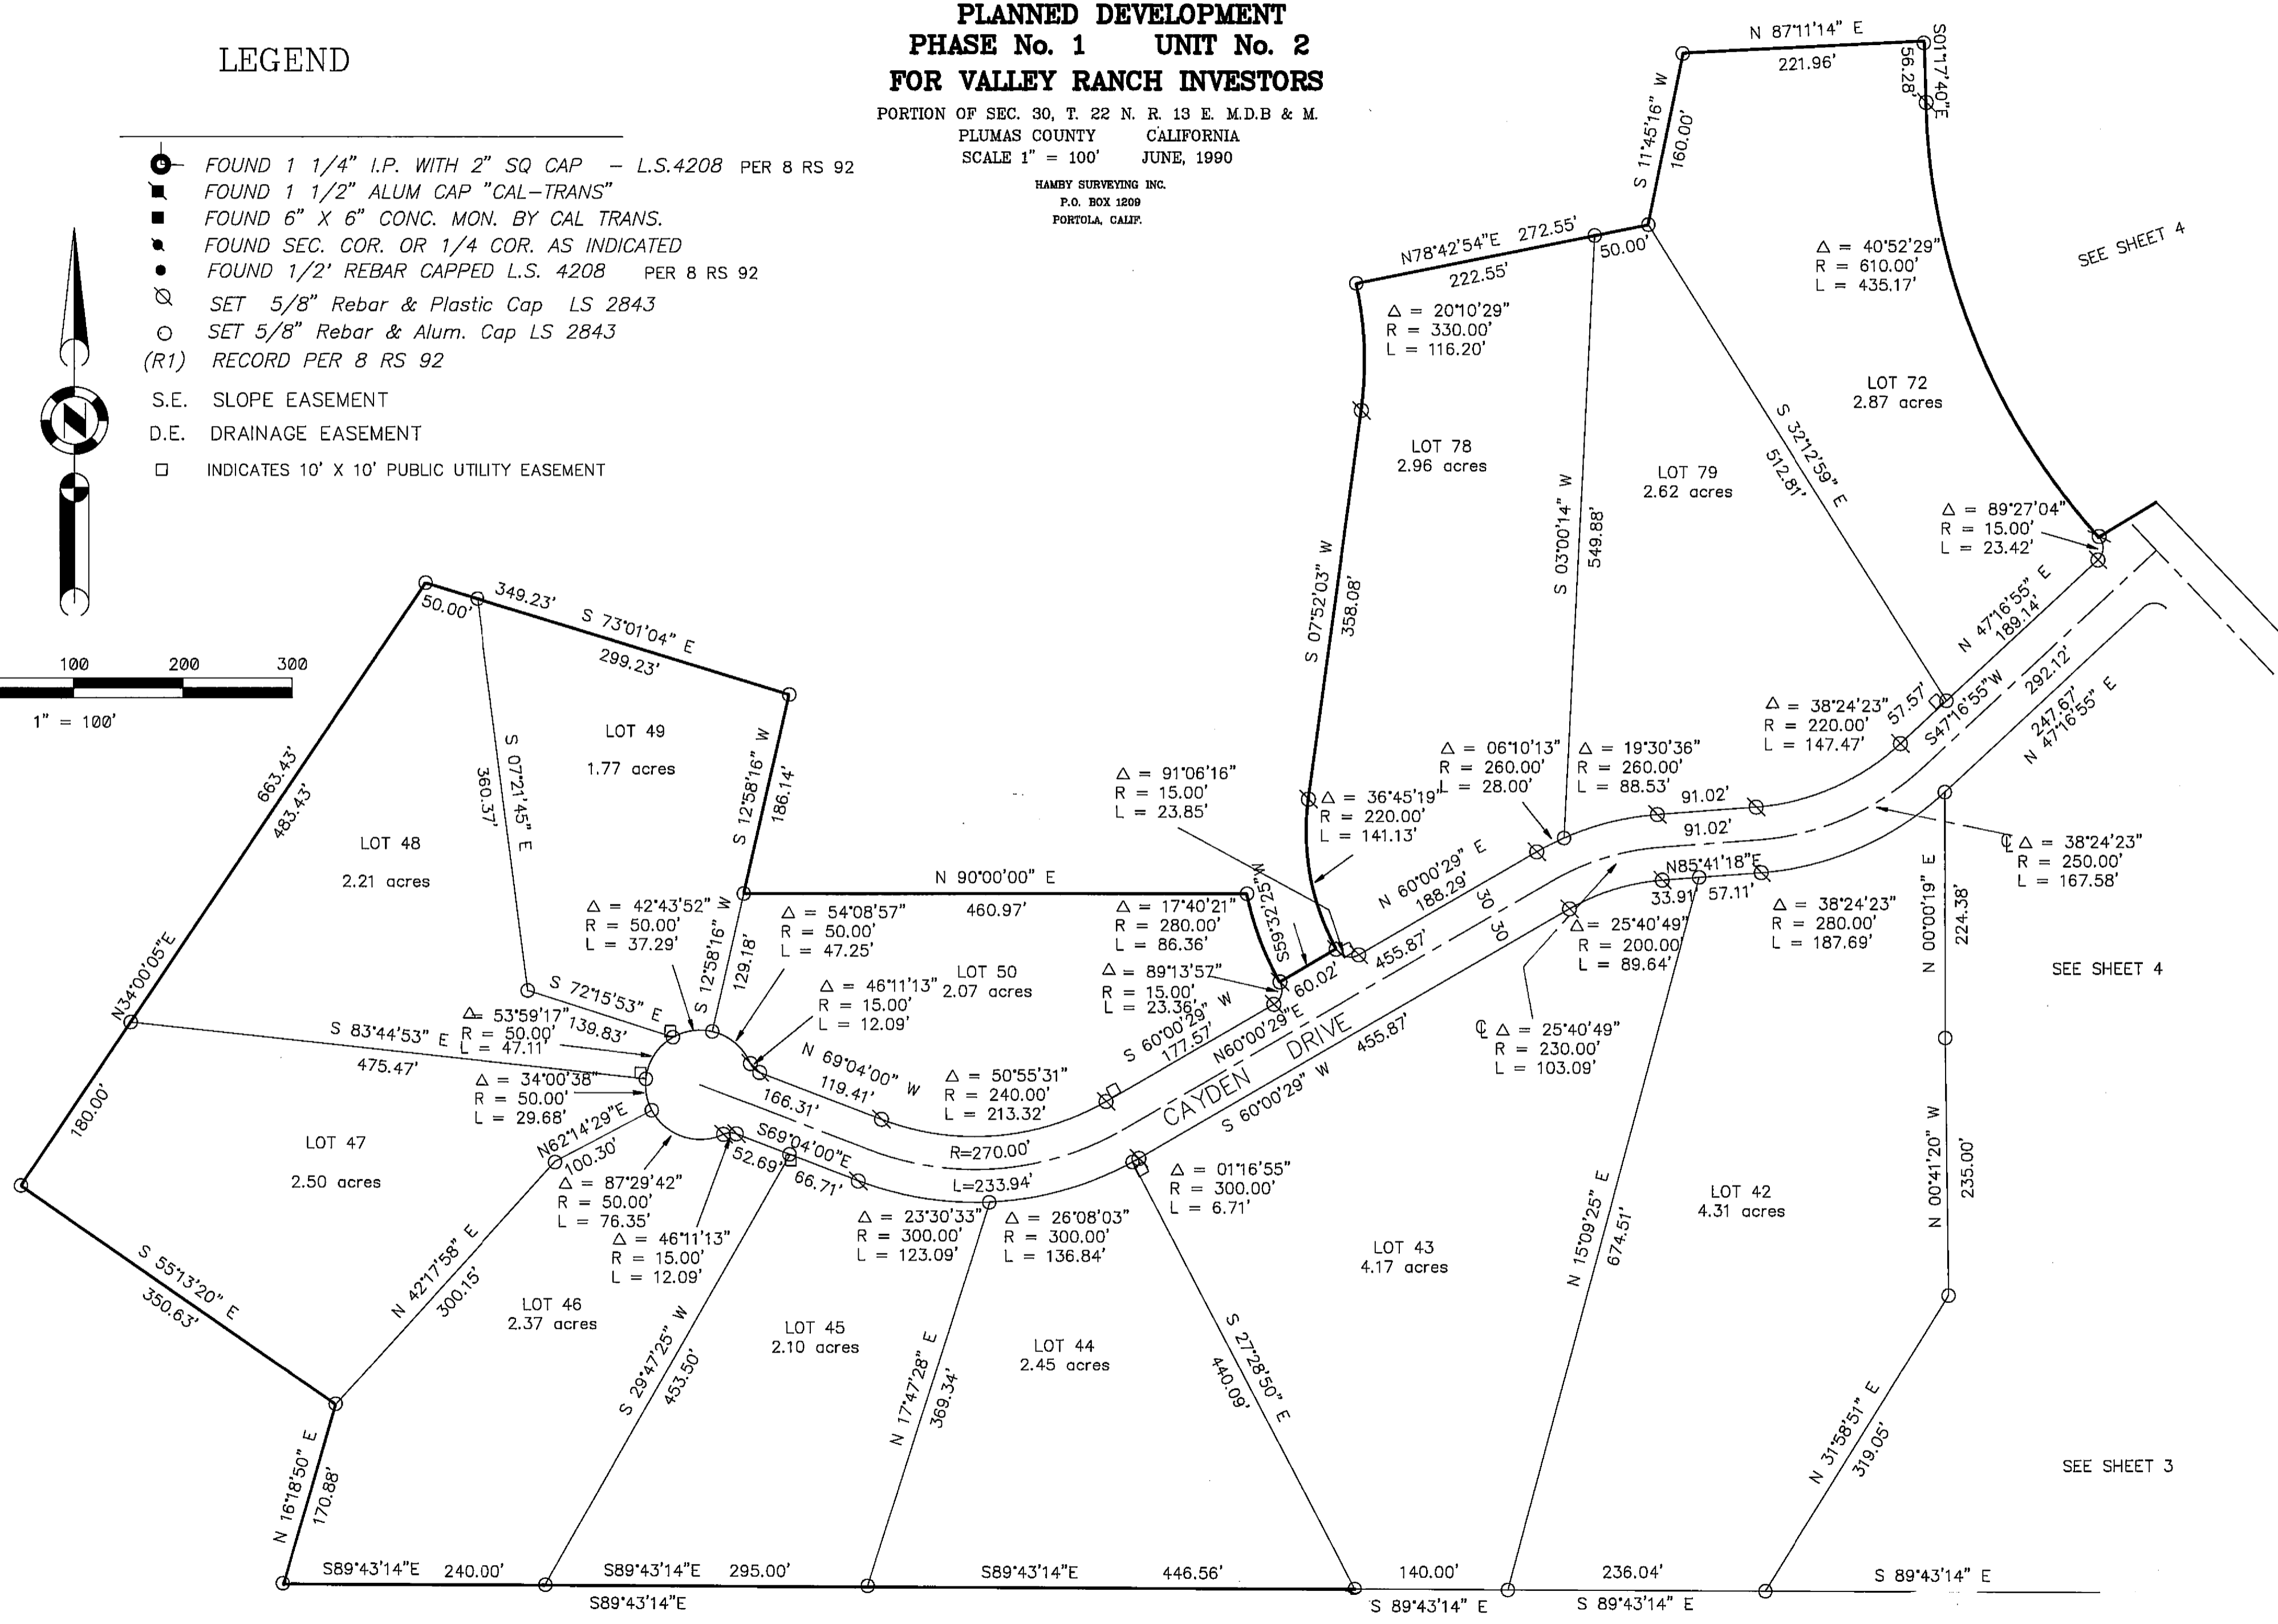 PLANNED DEVELOPMENT
PHASE No. 1 UNIT No. 2
FOR VALLEY RANCH INVESTORS
PORTION OF SEC. 30, T. 22 N. R. 13 E. M.D.B & M.
PLUMAS COUNTY CALIFORNIA
SCALE 1" = 100' JUNE, 1990
HAMBY SURVEYING INC.
P.O. BOX 1209
PORTOLA, CALIF.
LEGEND
FOUND 1 1/4" I.P. WITH 2" SQ CAP - L.S.4208 PER 8 RS 92
FOUND 1 1/2" ALUM CAP "CAL-TRANS"
FOUND 6" X 6" CONC. MON. BY CAL TRANS.
FOUND SEC. COR. OR 1/4 COR. AS INDICATED
FOUND 1/2' REBAR CAPPED L.S. 4208 PER 8 RS 92
SET 5/8" Rebar & Plastic Cap LS 2843
SET 5/8" Rebar & Alum. Cap LS 2843
(R1) RECORD PER 8 RS 92
S.E. SLOPE EASEMENT
D.E. DRAINAGE EASEMENT
INDICATES 10' X 10' PUBLIC UTILITY EASEMENT
N
100 200 300
1" = 100'
N 87°11'14" E
221.96'
S01°17'40"E
56.28'
S 11°45'16" W
160.00'
N78°42'54"E 272.55'
222.55'
50.00'
Δ = 40°52'29"
R = 610.00'
L = 435.17'
SEE SHEET 4
Δ = 20°10'29"
R = 330.00'
L = 116.20'
LOT 72
2.87 acres
LOT 78
2.96 acres
LOT 79
2.62 acres
S 32°12'59" E
512.81'
S 03°00'14" W
549.88'
S 07°52'03" W
358.08'
Δ = 89°27'04"
R = 15.00'
L = 23.42'
N 47°16'55" E
189.14'
57.57'
S47°16'55"W
292.12'
247.67'
N 47°16'55" E
Δ = 38°24'23"
R = 220.00'
L = 147.47'
Δ = 06°10'13"
R = 260.00'
L = 28.00'
Δ = 19°30'36"
R = 260.00'
L = 88.53'
91.02'
91.02'
N85°41'18"E
33.91'
57.11'
Δ = 91°06'16"
R = 15.00'
L = 23.85'
Δ = 36°45'19"
R = 220.00'
L = 141.13'
N 60°00'29" E
188.29'
30
30
℄ Δ = 38°24'23"
R = 250.00'
L = 167.58'
Δ = 38°24'23"
R = 280.00'
L = 187.69'
Δ = 25°40'49"
R = 200.00'
L = 89.64'
℄ Δ = 25°40'49"
R = 230.00'
L = 103.09'
N 00°00'19" E
224.38'
SEE SHEET 4
N 00°41'20" W
235.00'
50.00'
349.23'
S 73°01'04" E
299.23'
LOT 49
1.77 acres
S 07°21'45" E
360.37'
S 12°58'16" W
186.14'
663.43'
483.43'
LOT 48
2.21 acres
N 90°00'00" E
460.97'
Δ = 42°43'52"
R = 50.00'
L = 37.29'
S 12°58'16" W
129.18'
Δ = 54°08'57"
R = 50.00'
L = 47.25'
Δ = 17°40'21"
R = 280.00'
L = 86.36'
S59°32'25"W
60.02'
455.87'
Δ = 89°13'57"
R = 15.00'
L = 23.36'
LOT 50
2.07 acres
Δ = 46°11'13"
R = 15.00'
L = 12.09'
S 72°15'53" E
139.83'
N34°00'05"E
S 83°44'53" E
475.47'
Δ= 53°59'17"
R = 50.00'
L = 47.11'
Δ = 34°00'38"
R = 50.00'
L = 29.68'
N 69°04'00" W
119.41'
166.31'
Δ = 50°55'31"
R = 240.00'
L = 213.32'
S 60°00'29" W
177.57'
N60°00'29"E
CAYDEN DRIVE
455.87'
S 60°00'29" W
180.00'
LOT 47
2.50 acres
N62°14'29"E
100.30'
S69°04'00"E
52.69'
66.71'
R=270.00'
L=233.94'
Δ = 87°29'42"
R = 50.00'
L = 76.35'
Δ = 46°11'13"
R = 15.00'
L = 12.09'
Δ = 23°30'33"
R = 300.00'
L = 123.09'
Δ = 26°08'03"
R = 300.00'
L = 136.84'
Δ = 01°16'55"
R = 300.00'
L = 6.71'
S 55°13'20" E
350.63'
N 42°17'58" E
300.15'
LOT 46
2.37 acres
S 29°47'25" W
453.50'
LOT 45
2.10 acres
N 17°47'28" E
369.34'
LOT 44
2.45 acres
S 27°28'50" E
440.09'
LOT 43
4.17 acres
N 15°09'25" E
674.51'
LOT 42
4.31 acres
N 31°58'51" E
319.05'
SEE SHEET 3
N 16°18'50" E
170.88'
S89°43'14"E 240.00'
S89°43'14"E 295.00'
S89°43'14"E 446.56'
140.00'
236.04'
S 89°43'14" E
S89°43'14"E
S 89°43'14" E
S 89°43'14" E